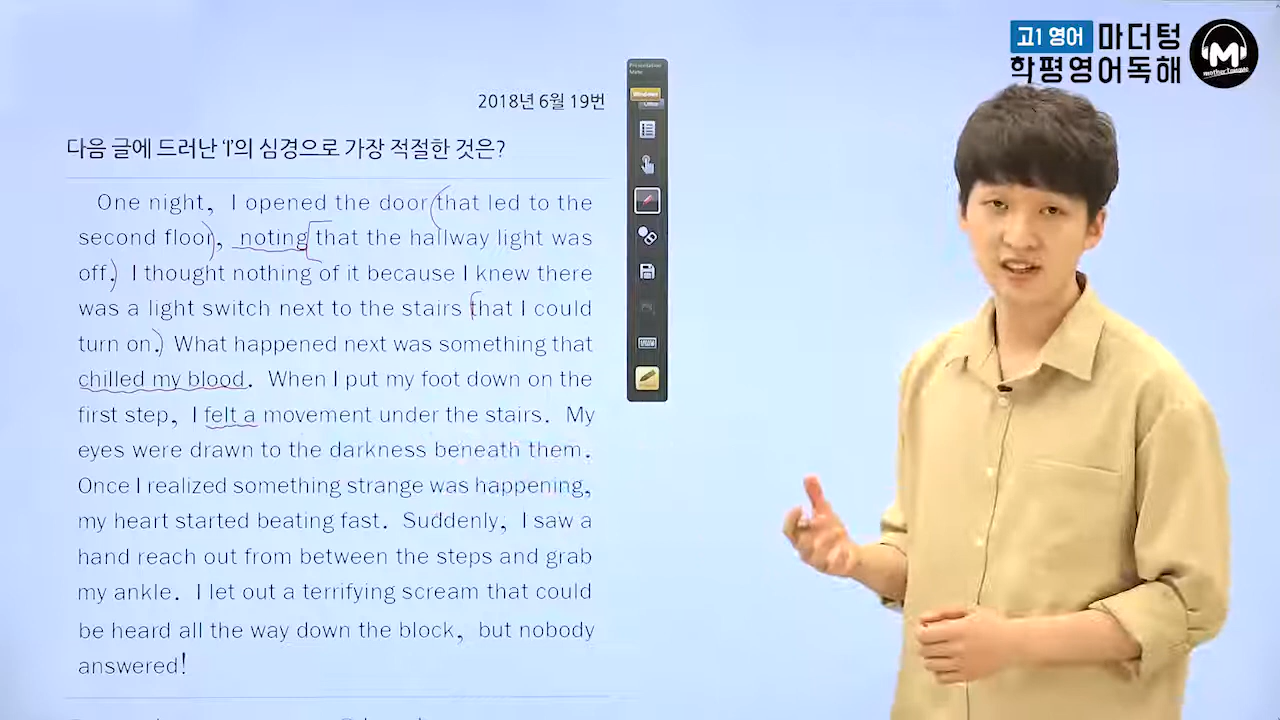 고1 영어 마더텅
학평영어독해
M
mothertongue
Presentation
Mate
Windows
Office
2018년 6월 19번
다음 글에 드러난 'I'의 심경으로 가장 적절한 것은?
One night, I opened the door that led to the
second floor, noting that the hallway light was
off. I thought nothing of it because I knew there
was a light switch next to the stairs that I could
turn on. What happened next was something that
chilled my blood. When I put my foot down on the
first step, I felt a movement under the stairs. My
eyes were drawn to the darkness beneath them.
Once I realized something strange was happening,
my heart started beating fast. Suddenly, I saw a
hand reach out from between the steps and grab
my ankle. I let out a terrifying scream that could
be heard all the way down the block, but nobody
answered!